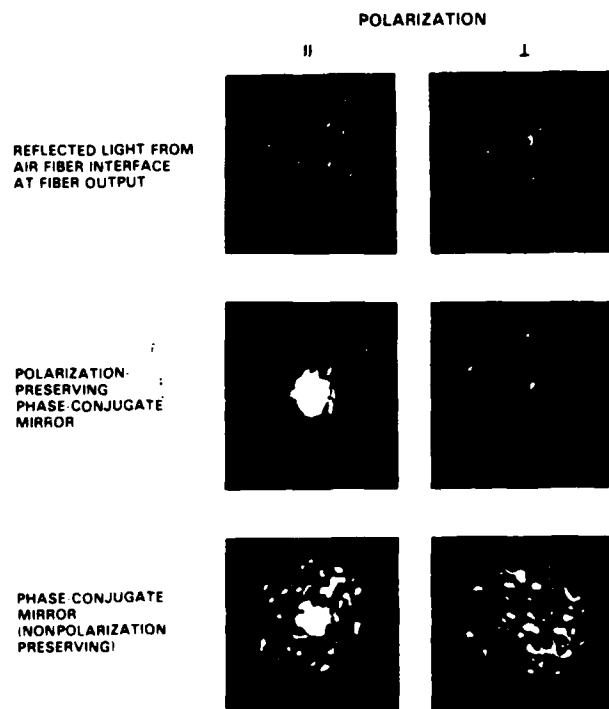 POLARIZATION
|| ⊥
REFLECTED LIGHT FROM
AIR FIBER INTERFACE
AT FIBER OUTPUT
POLARIZATION-
PRESERVING
PHASE-CONJUGATE
MIRROR
PHASE-CONJUGATE
MIRROR
(NONPOLARIZATION
PRESERVING)